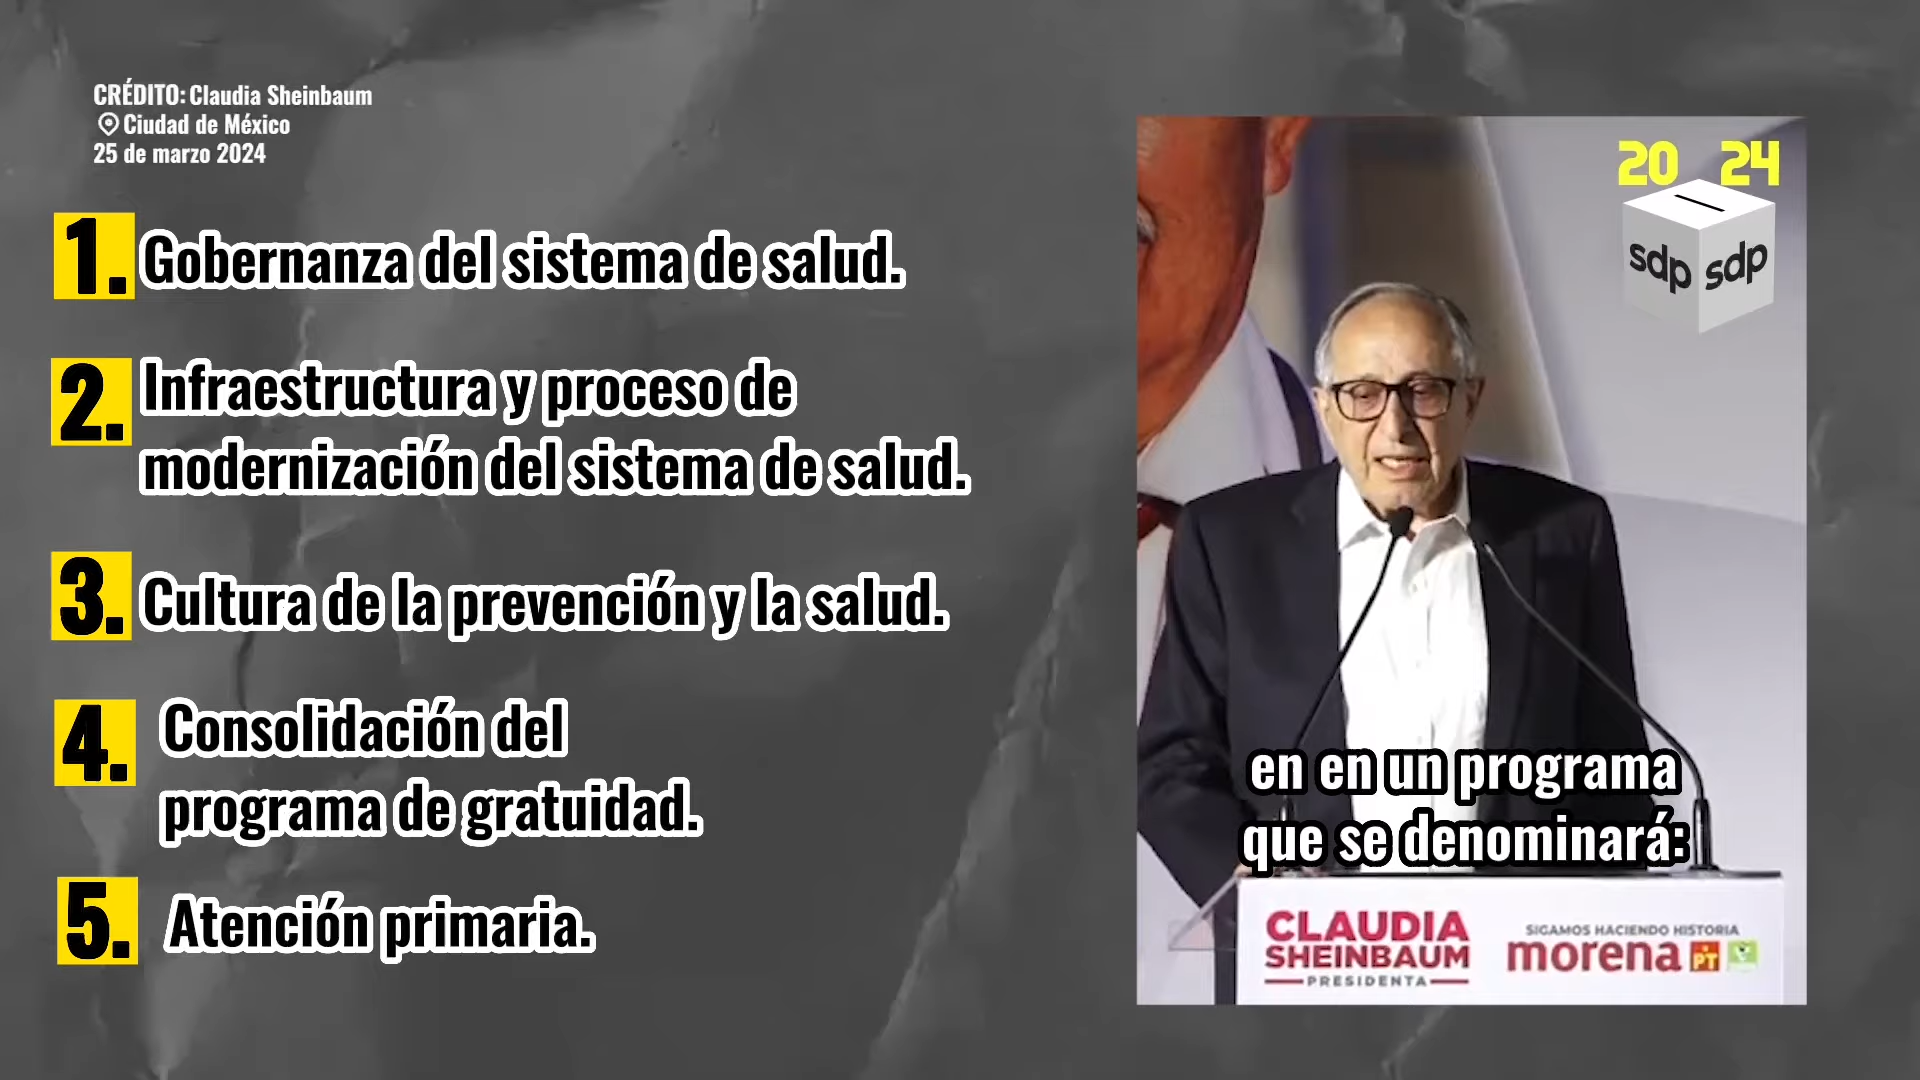 CRÉDITO: Claudia Sheinbaum
Ciudad de México
25 de marzo 2024
1. Gobernanza del sistema de salud.
2. Infraestructura y proceso de
modernización del sistema de salud.
3. Cultura de la prevención y la salud.
4. Consolidación del
programa de gratuidad.
5. Atención primaria.
20 24
sdp sdp
en en un programa
que se denominará:
CLAUDIA
SHEINBAUM
PRESIDENTA
SIGAMOS HACIENDO HISTORIA
morena PT